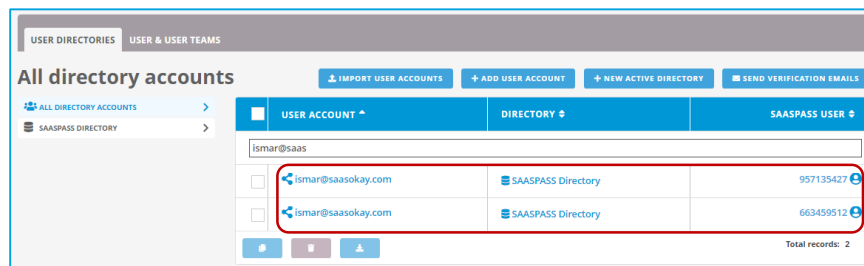 USER DIRECTORIES USER & USER TEAMS
All directory accounts
IMPORT USER ACCOUNTS + ADD USER ACCOUNT + NEW ACTIVE DIRECTORY SEND VERIFICATION EMAILS
ALL DIRECTORY ACCOUNTS
SAASPASS DIRECTORY
USER ACCOUNT DIRECTORY SAASPASS USER
ismar@saas
ismar@saasokay.com SAASPASS Directory 957135427
ismar@saasokay.com SAASPASS Directory 663459512
Total records: 2